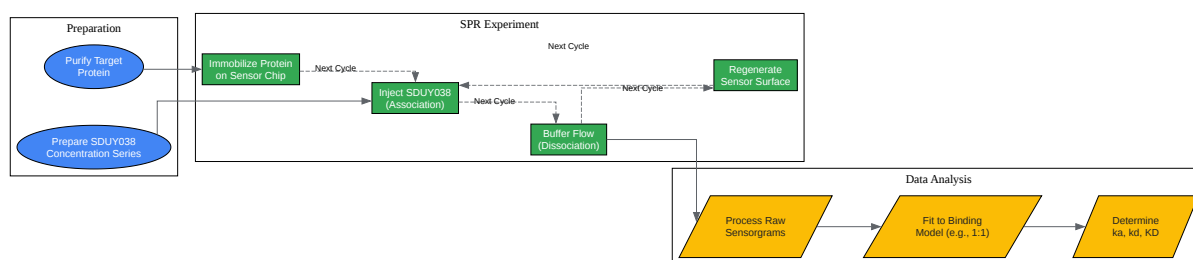 Preparation
Purify Target
Protein
Prepare SDUY038
Concentration Series
SPR Experiment
Immobilize Protein
on Sensor Chip
Next Cycle
Inject SDUY038
(Association)
Next Cycle
Buffer Flow
(Dissociation)
Next Cycle
Next Cycle
Regenerate
Sensor Surface
Data Analysis
Process Raw
Sensorgrams
Fit to Binding
Model (e.g., 1:1)
Determine
ka, kd, KD